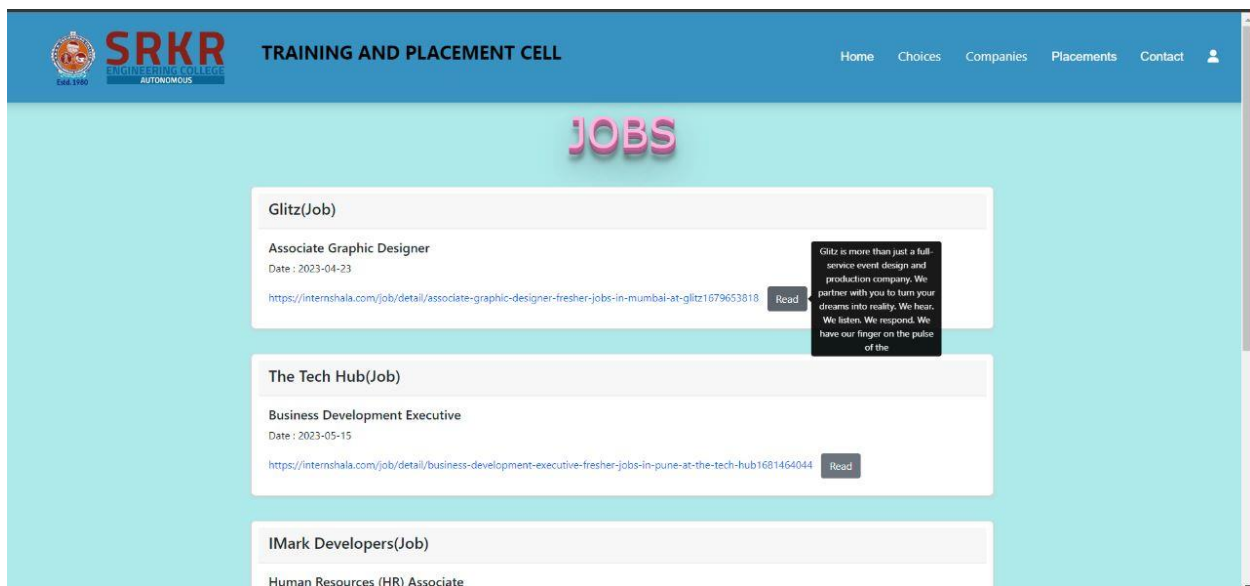 SRKR
ENGINEERING COLLEGE
AUTONOMOUS
Estd. 1980
TRAINING AND PLACEMENT CELL
Home Choices Companies Placements Contact
JOBS
Glitz(Job)
Associate Graphic Designer
Date : 2023-04-23
https://internshala.com/job/detail/associate-graphic-designer-fresher-jobs-in-mumbai-at-glitz1679653818 Read
Glitz is more than just a full-
service event design and
production company. We
partner with you to turn your
dreams into reality. We hear.
We listen. We respond. We
have our finger on the pulse
of the
The Tech Hub(Job)
Business Development Executive
Date : 2023-05-15
https://internshala.com/job/detail/business-development-executive-fresher-jobs-in-pune-at-the-tech-hub1681464044 Read
IMark Developers(Job)
Human Resources (HR) Associate